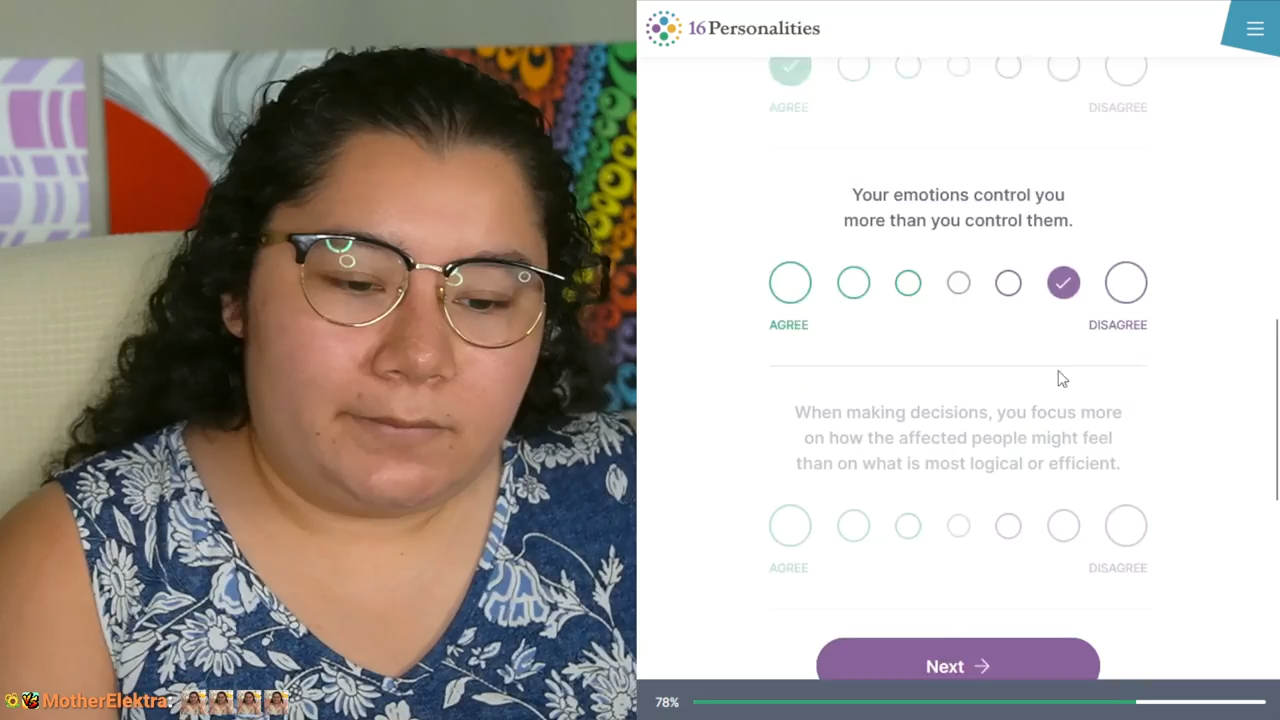 16Personalities
AGREE
DISAGREE
Your emotions control you
more than you control them.
AGREE
DISAGREE
When making decisions, you focus more
on how the affected people might feel
than on what is most logical or efficient.
AGREE
DISAGREE
Next
78%
MotherElektra: